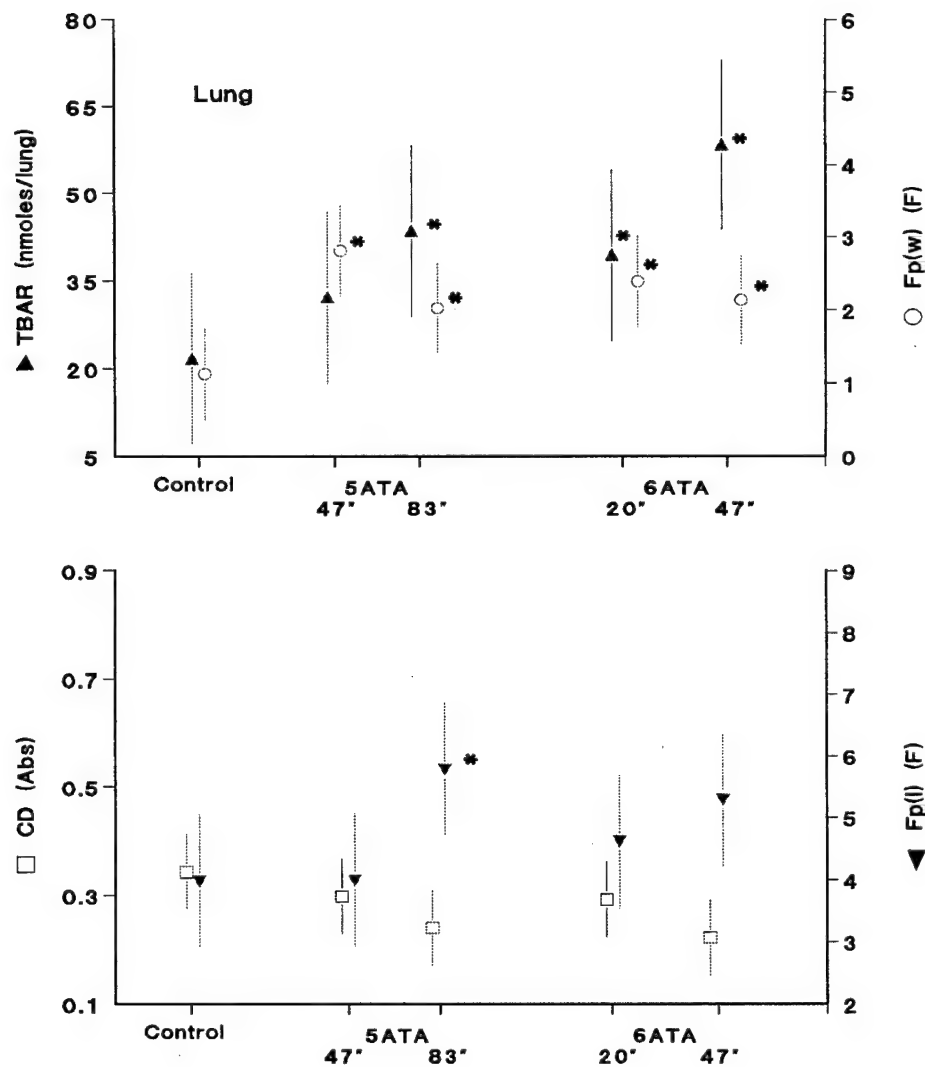 80
65
50
35
20
5
▲ TBAR (nmoles/lung)
Lung
6
5
4
3
2
1
0
○ Fp(w) (F)
Control 5ATA 6ATA
47" 83" 20" 47"
0.9
0.7
0.5
0.3
0.1
□ CD (Abs)
9
8
7
6
5
4
3
2
▼ Fp(l) (F)
Control 5ATA 6ATA
47" 83" 20" 47"